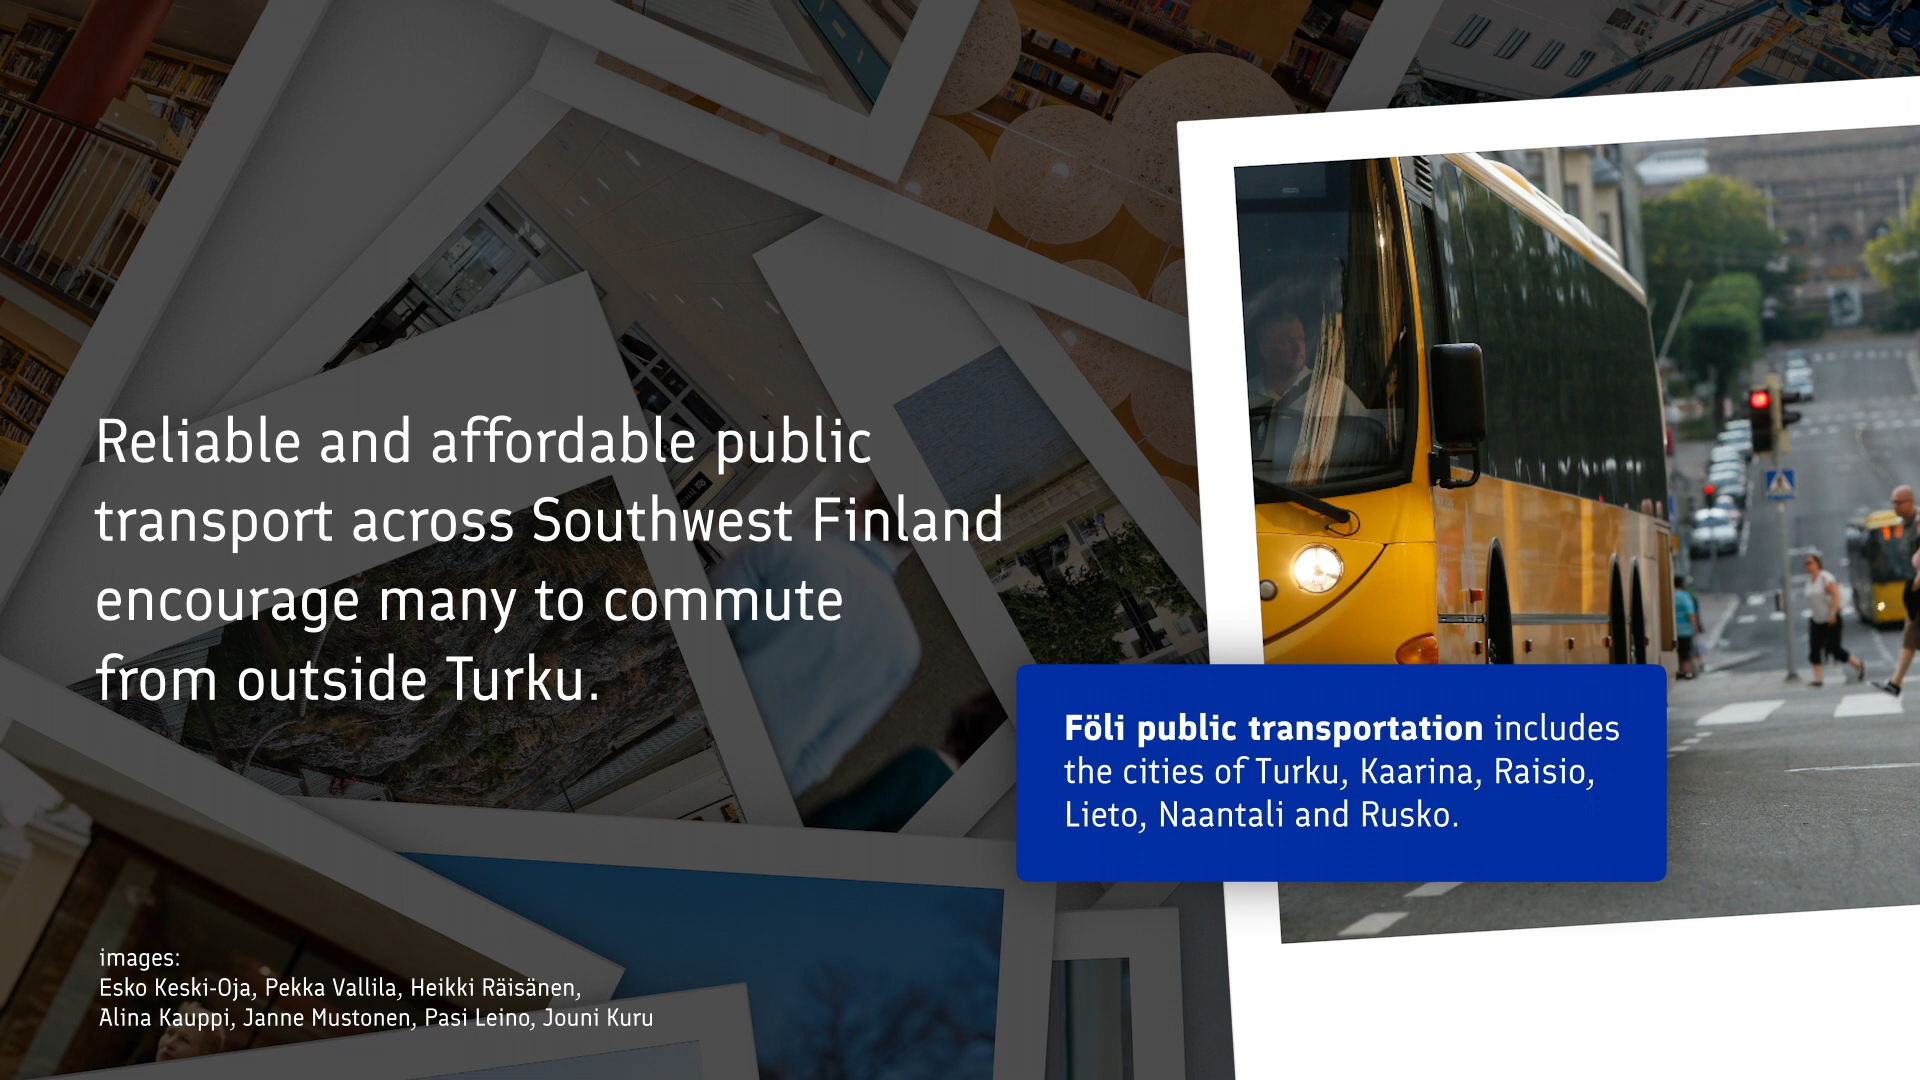 Reliable and affordable public
transport across Southwest Finland
encourage many to commute
from outside Turku.
Föli public transportation includes
the cities of Turku, Kaarina, Raisio,
Lieto, Naantali and Rusko.
images:
Esko Keski-Oja, Pekka Vallila, Heikki Räisänen,
Alina Kauppi, Janne Mustonen, Pasi Leino, Jouni Kuru